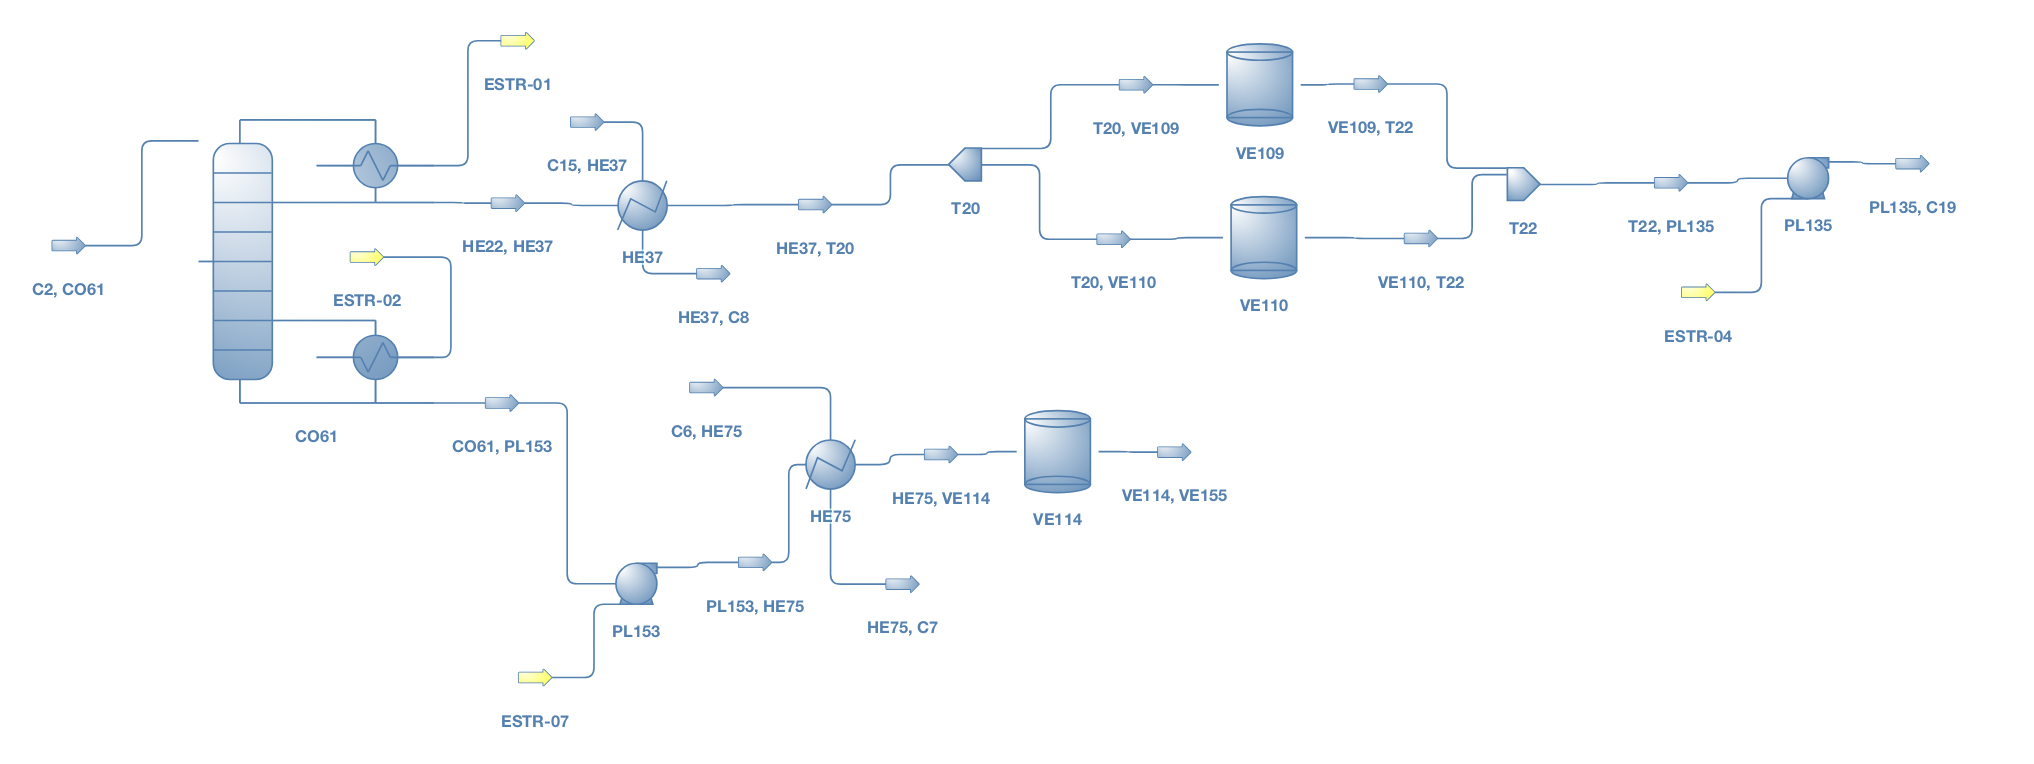 ESTR-01
C15, HE37
T20, VE109
VE109, T22
VE109
T20
PL135, C19
C2, CO61
HE22, HE37
HE37
HE37, T20
T22
T22, PL135
PL135
ESTR-02
T20, VE110
VE110
VE110, T22
HE37, C8
ESTR-04
CO61
CO61, PL153
C6, HE75
HE75, VE114
VE114, VE155
HE75
VE114
PL153, HE75
PL153
HE75, C7
ESTR-07